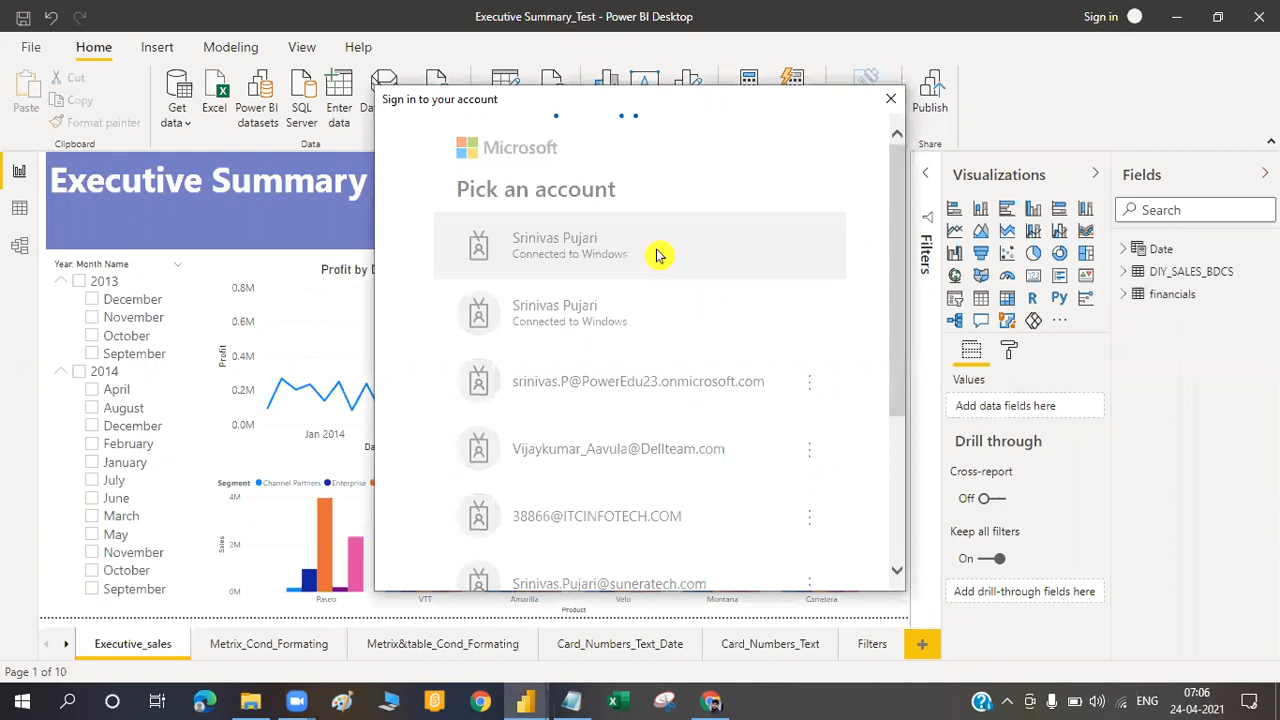 Executive Summary_Test - Power BI Desktop
Sign in
File
Home
Insert
Modeling
View
Help
Paste
Cut
Copy
Format painter
Clipboard
Get
data
Excel
Power BI
datasets
SQL
Server
Enter
data
Data
Publish
Share
Sign in to your account
Microsoft
Pick an account
Srinivas Pujari
Connected to Windows
Srinivas Pujari
Connected to Windows
srinivas.P@PowerEdu23.onmicrosoft.com
Vijaykumar_Aavula@Dellteam.com
38866@ITCINFOTECH.COM
Srinivas.Pujari@suneratech.com
Executive Summary
Year, Month Name
2013
December
November
October
September
2014
April
August
December
February
January
July
June
March
May
November
October
September
Profit by D
0.8M
0.6M
0.4M
0.2M
0.0M
Profit
Jan 2014
Segment
Channel Partners
Enterprise
4M
2M
0M
Sales
Paseo
VTT
Amarilla
Velo
Montana
Carretera
Product
Filters
Visualizations
R
Py
Values
Add data fields here
Drill through
Cross-report
Off
Keep all filters
On
Add drill-through fields here
Fields
Search
Date
DIY_SALES_BDCS
financials
Executive_sales
Metrix_Cond_Formating
Metrix&table_Cond_Formating
Card_Numbers_Text_Date
Card_Numbers_Text
Filters
Page 1 of 10
ENG
07:06
24-04-2021